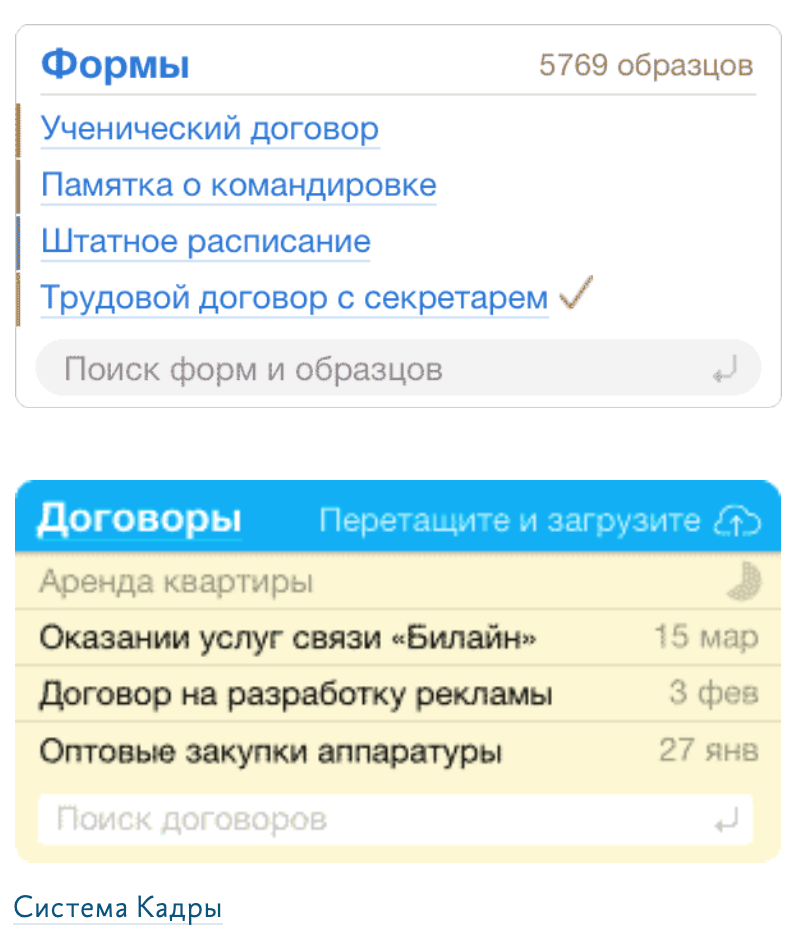 Формы
5769 образцов
Ученический договор
Памятка о командировке
Штатное расписание
Трудовой договор с секретарем
Поиск форм и образцов
Договоры
Перетащите и загрузите
Аренда квартиры
Оказании услуг связи «Билайн»
15 мар
Договор на разработку рекламы
3 фев
Оптовые закупки аппаратуры
27 янв
Поиск договоров
Система Кадры